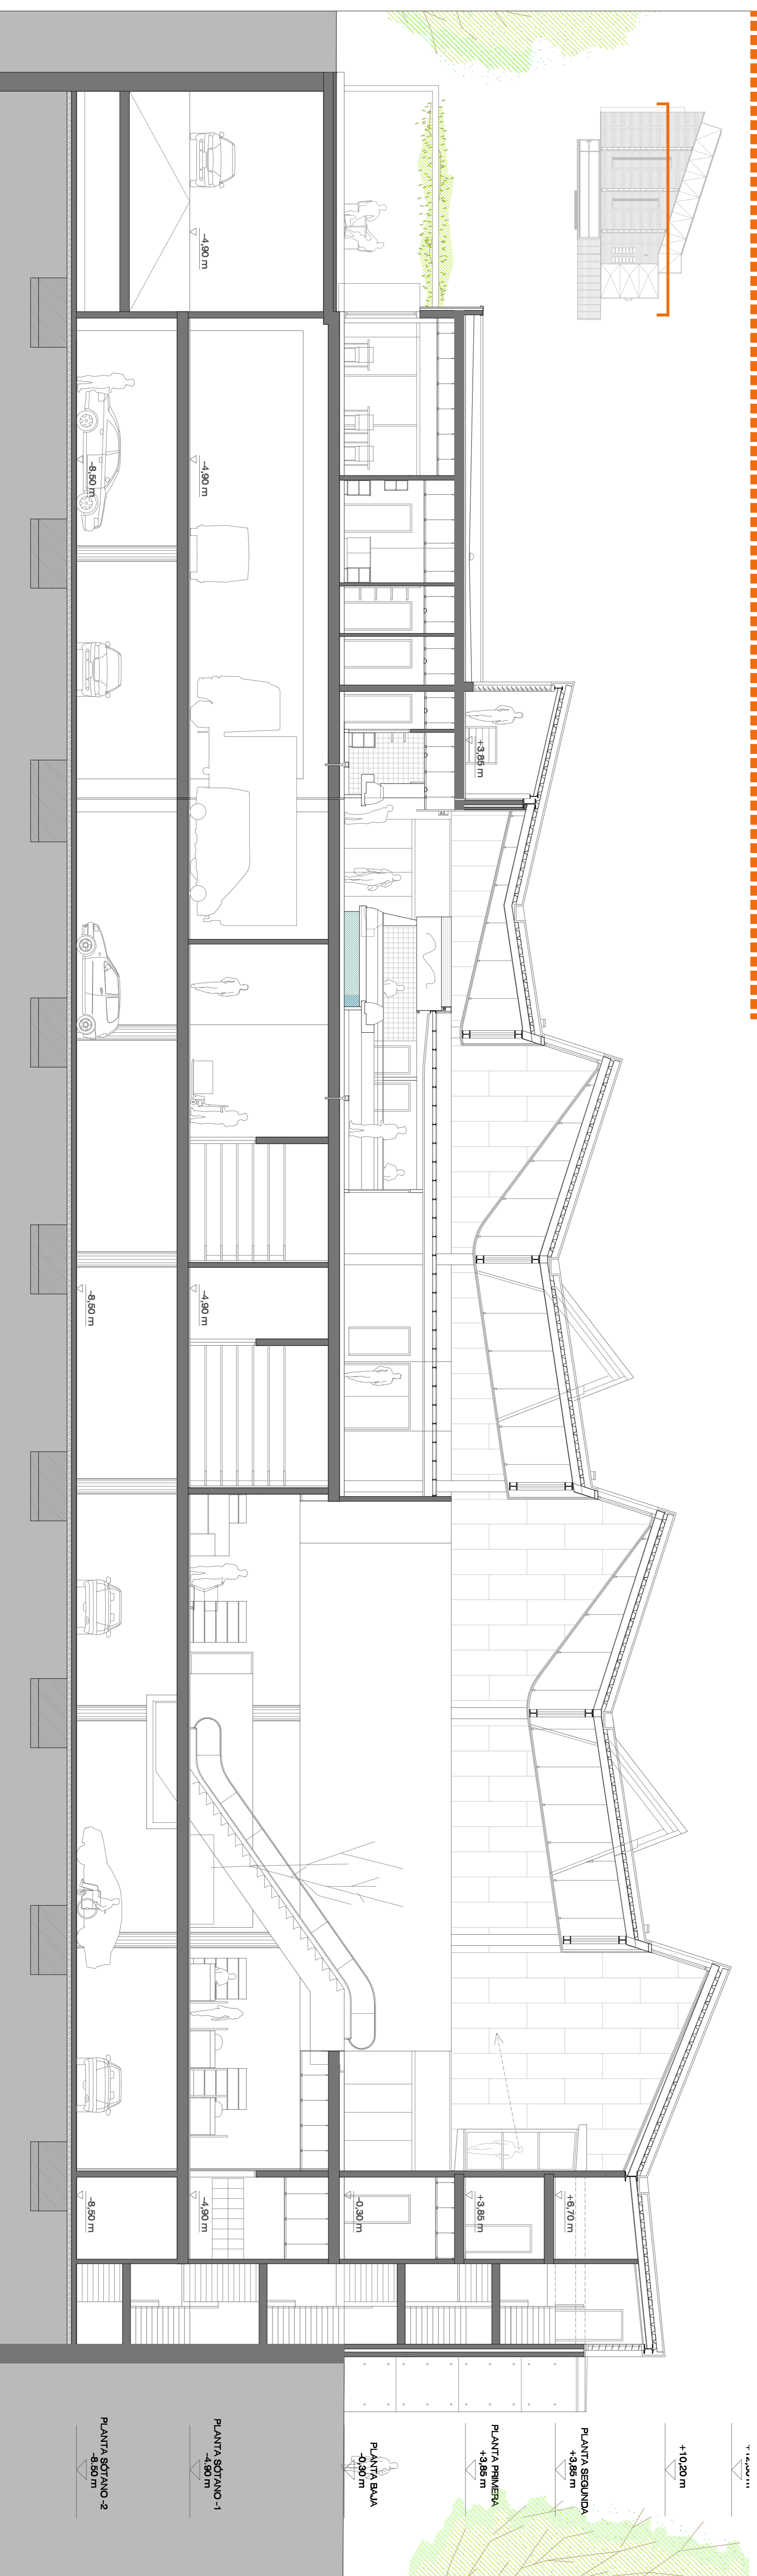 +10,20 m
+6,70 m
PLANTA SEGUNDA
+3,85 m
+3,85 m
+3,85 m
PLANTA PRIMERA
+3,85 m
-0,30 m
PLANTA BAJA
-0,30 m
-4,90 m
-4,90 m
-4,90 m
-4,90 m
PLANTA SÓTANO -1
-4.90 m
-8,50 m
-8,50 m
-8,50 m
PLANTA SÓTANO -2
-8.50 m